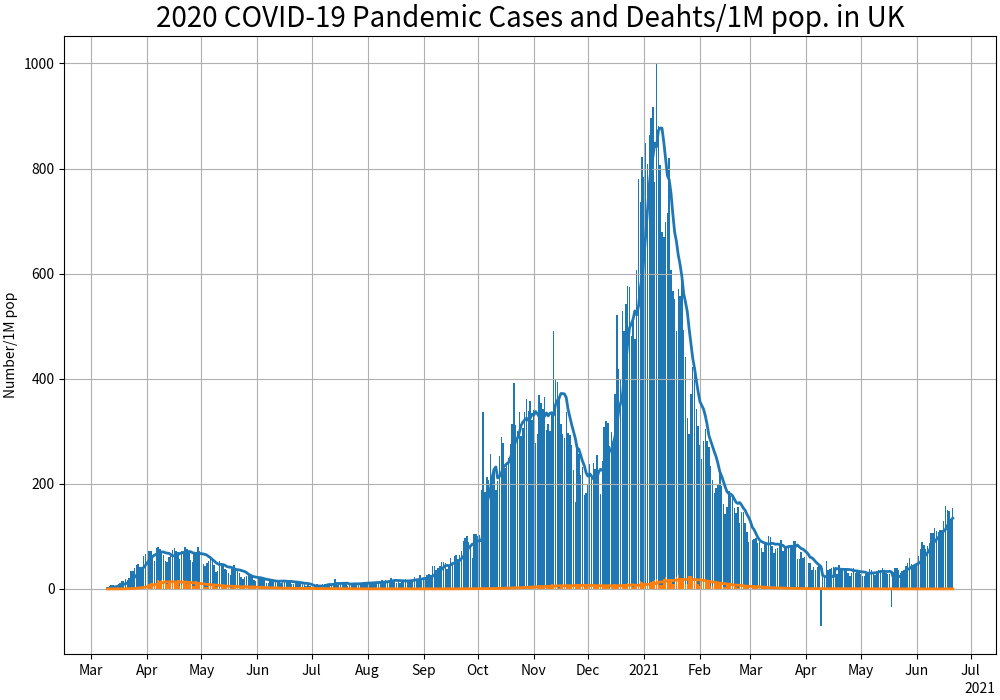 2020 COVID-19 Pandemic Cases and Deahts/1M pop. in UK
Number/1M pop
1000
800
600
400
200
0
Mar Apr May Jun Jul Aug Sep Oct Nov Dec 2021 Feb Mar Apr May Jun Jul
2021